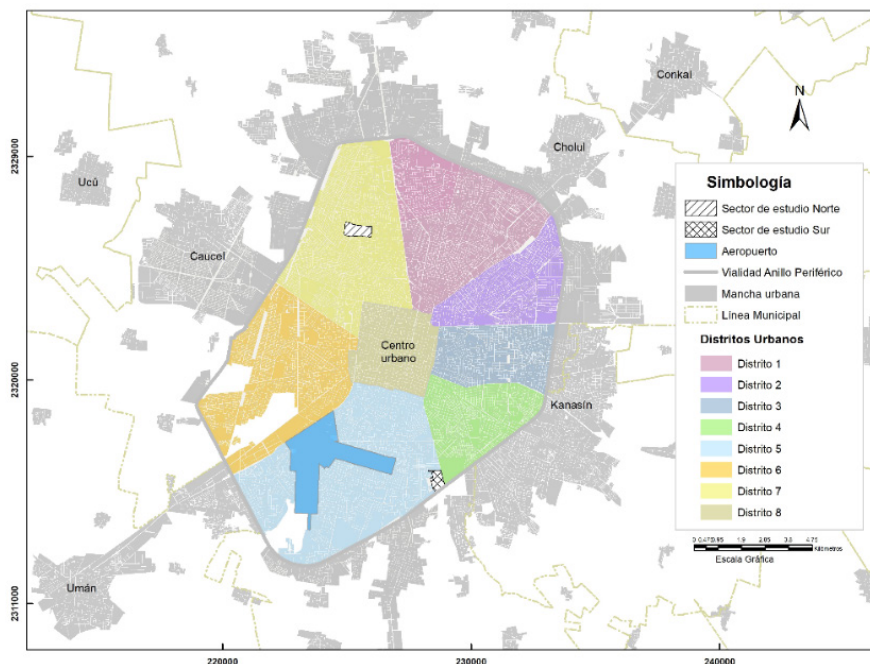 Conkal
N
Cholul
2329000
Ucú
Caucel
Simbología
Sector de estudio Norte
Sector de estudio Sur
Aeropuerto
Vialidad Anillo Periférico
Mancha urbana
Línea Municipal
Distritos Urbanos
Distrito 1
Distrito 2
Distrito 3
Distrito 4
Distrito 5
Distrito 6
Distrito 7
Distrito 8
Centro
urbano
2320000
Kanasín
Kilómetros
Escala Gráfica
Umán
2311000
220000
230000
240000